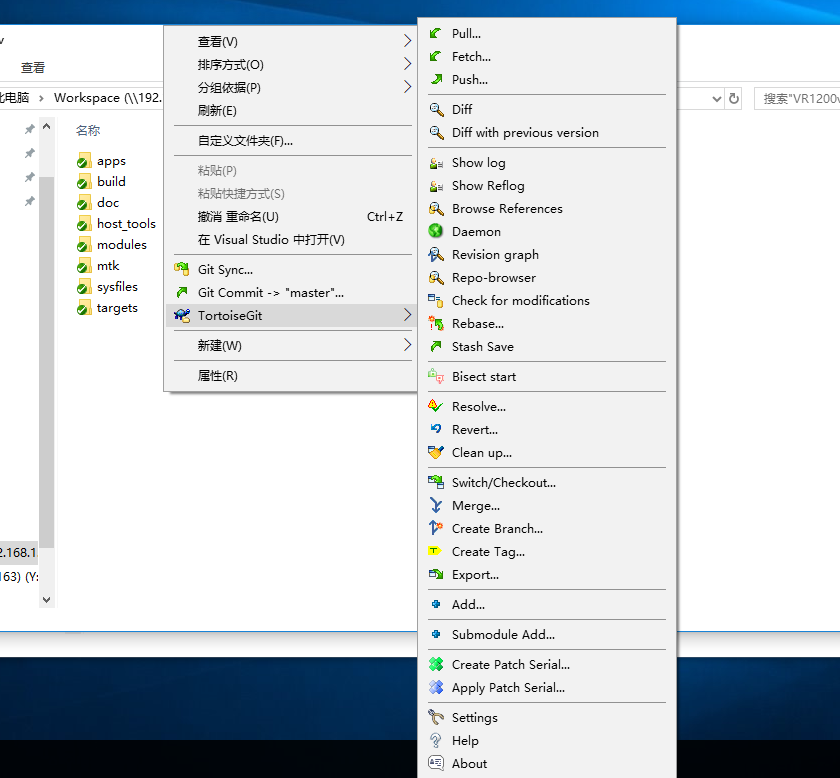 查看
此电脑 › Workspace (\\192.
搜索"VR1200v
名称
apps
build
doc
host_tools
modules
mtk
sysfiles
targets
2.168.1
163) (Y:
查看(V)
排序方式(O)
分组依据(P)
刷新(E)
自定义文件夹(F)...
粘贴(P)
粘贴快捷方式(S)
撤消 重命名(U) Ctrl+Z
在 Visual Studio 中打开(V)
Git Sync...
Git Commit -> "master"...
TortoiseGit
新建(W)
属性(R)
Pull...
Fetch...
Push...
Diff
Diff with previous version
Show log
Show Reflog
Browse References
Daemon
Revision graph
Repo-browser
Check for modifications
Rebase...
Stash Save
Bisect start
Resolve...
Revert...
Clean up...
Switch/Checkout...
Merge...
Create Branch...
Create Tag...
Export...
Add...
Submodule Add...
Create Patch Serial...
Apply Patch Serial...
Settings
Help
About